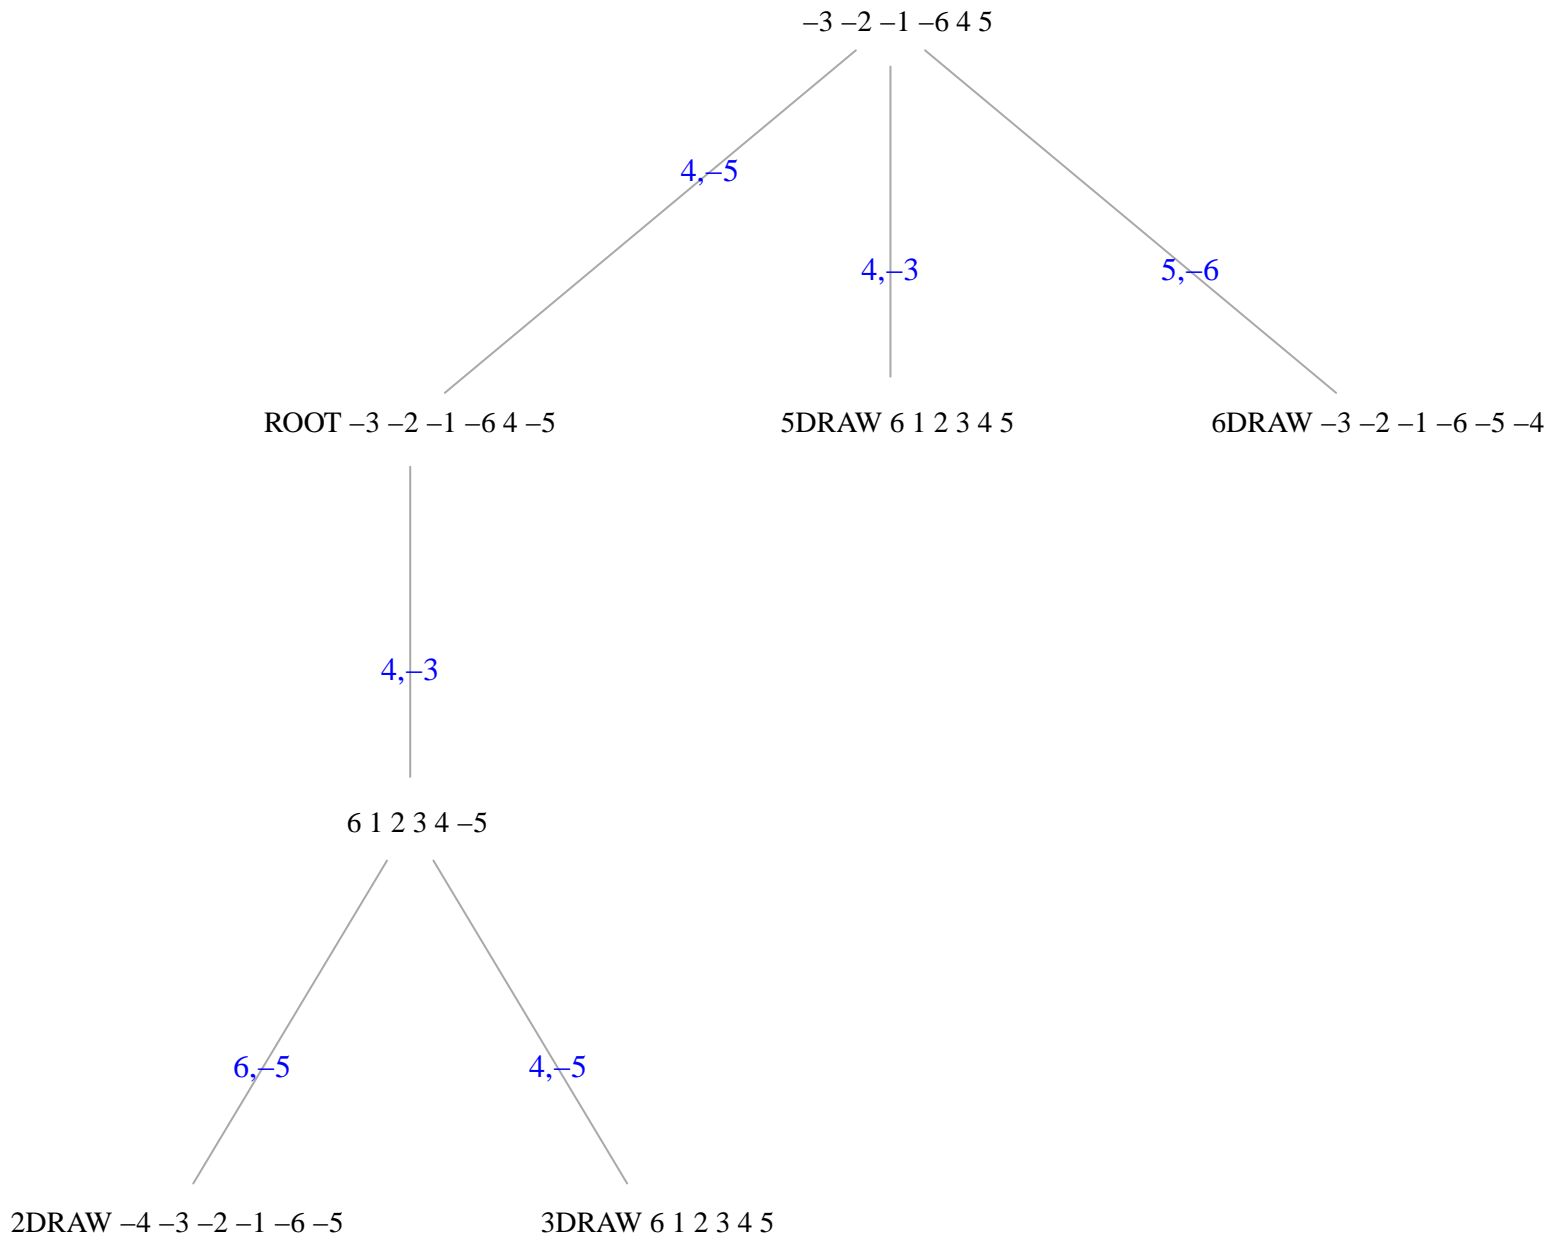 –3 –2 –1 –6 4 5
4,–5
4,–3
5,–6
ROOT –3 –2 –1 –6 4 –5
5DRAW 6 1 2 3 4 5
6DRAW –3 –2 –1 –6 –5 –4
4,–3
6 1 2 3 4 –5
6,–5
4,–5
2DRAW –4 –3 –2 –1 –6 –5
3DRAW 6 1 2 3 4 5